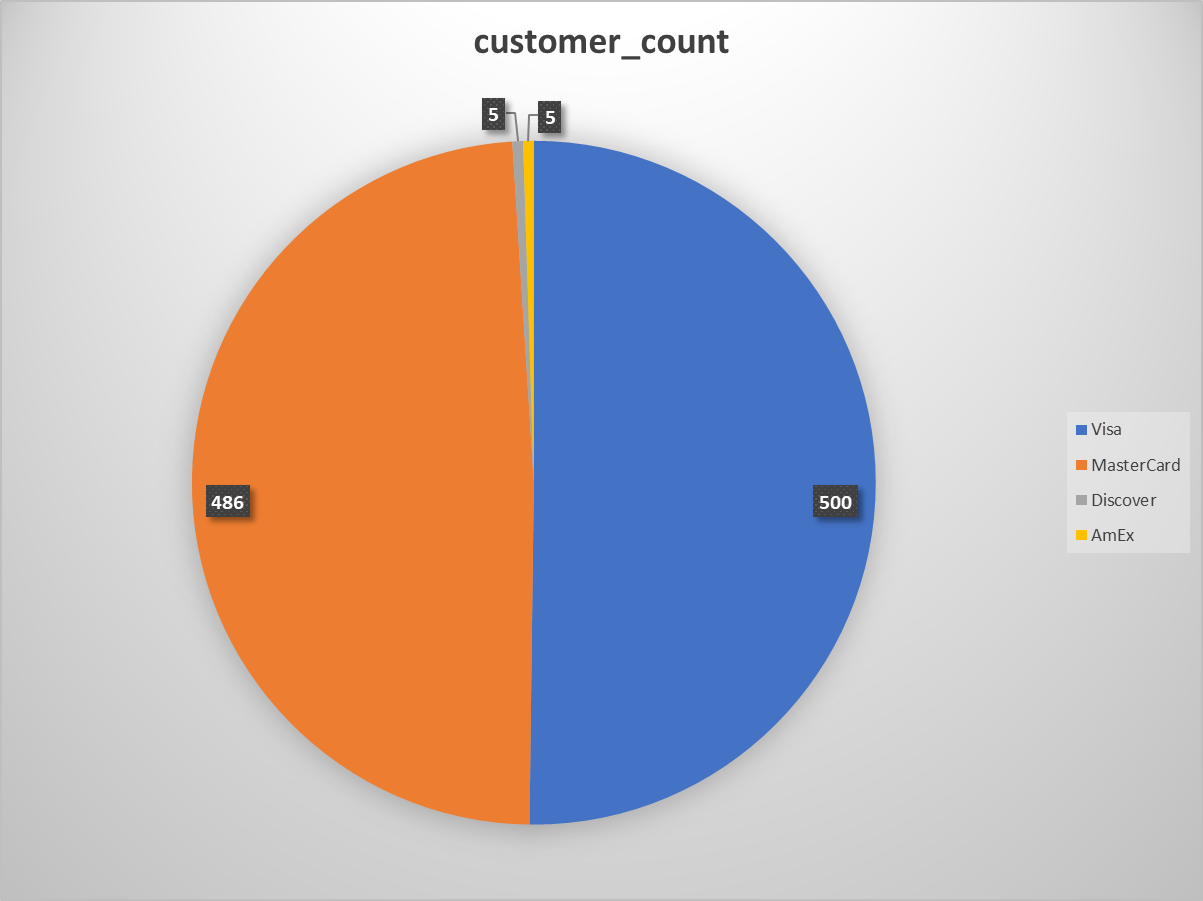 customer_count
5
5
486
500
Visa
MasterCard
Discover
AmEx